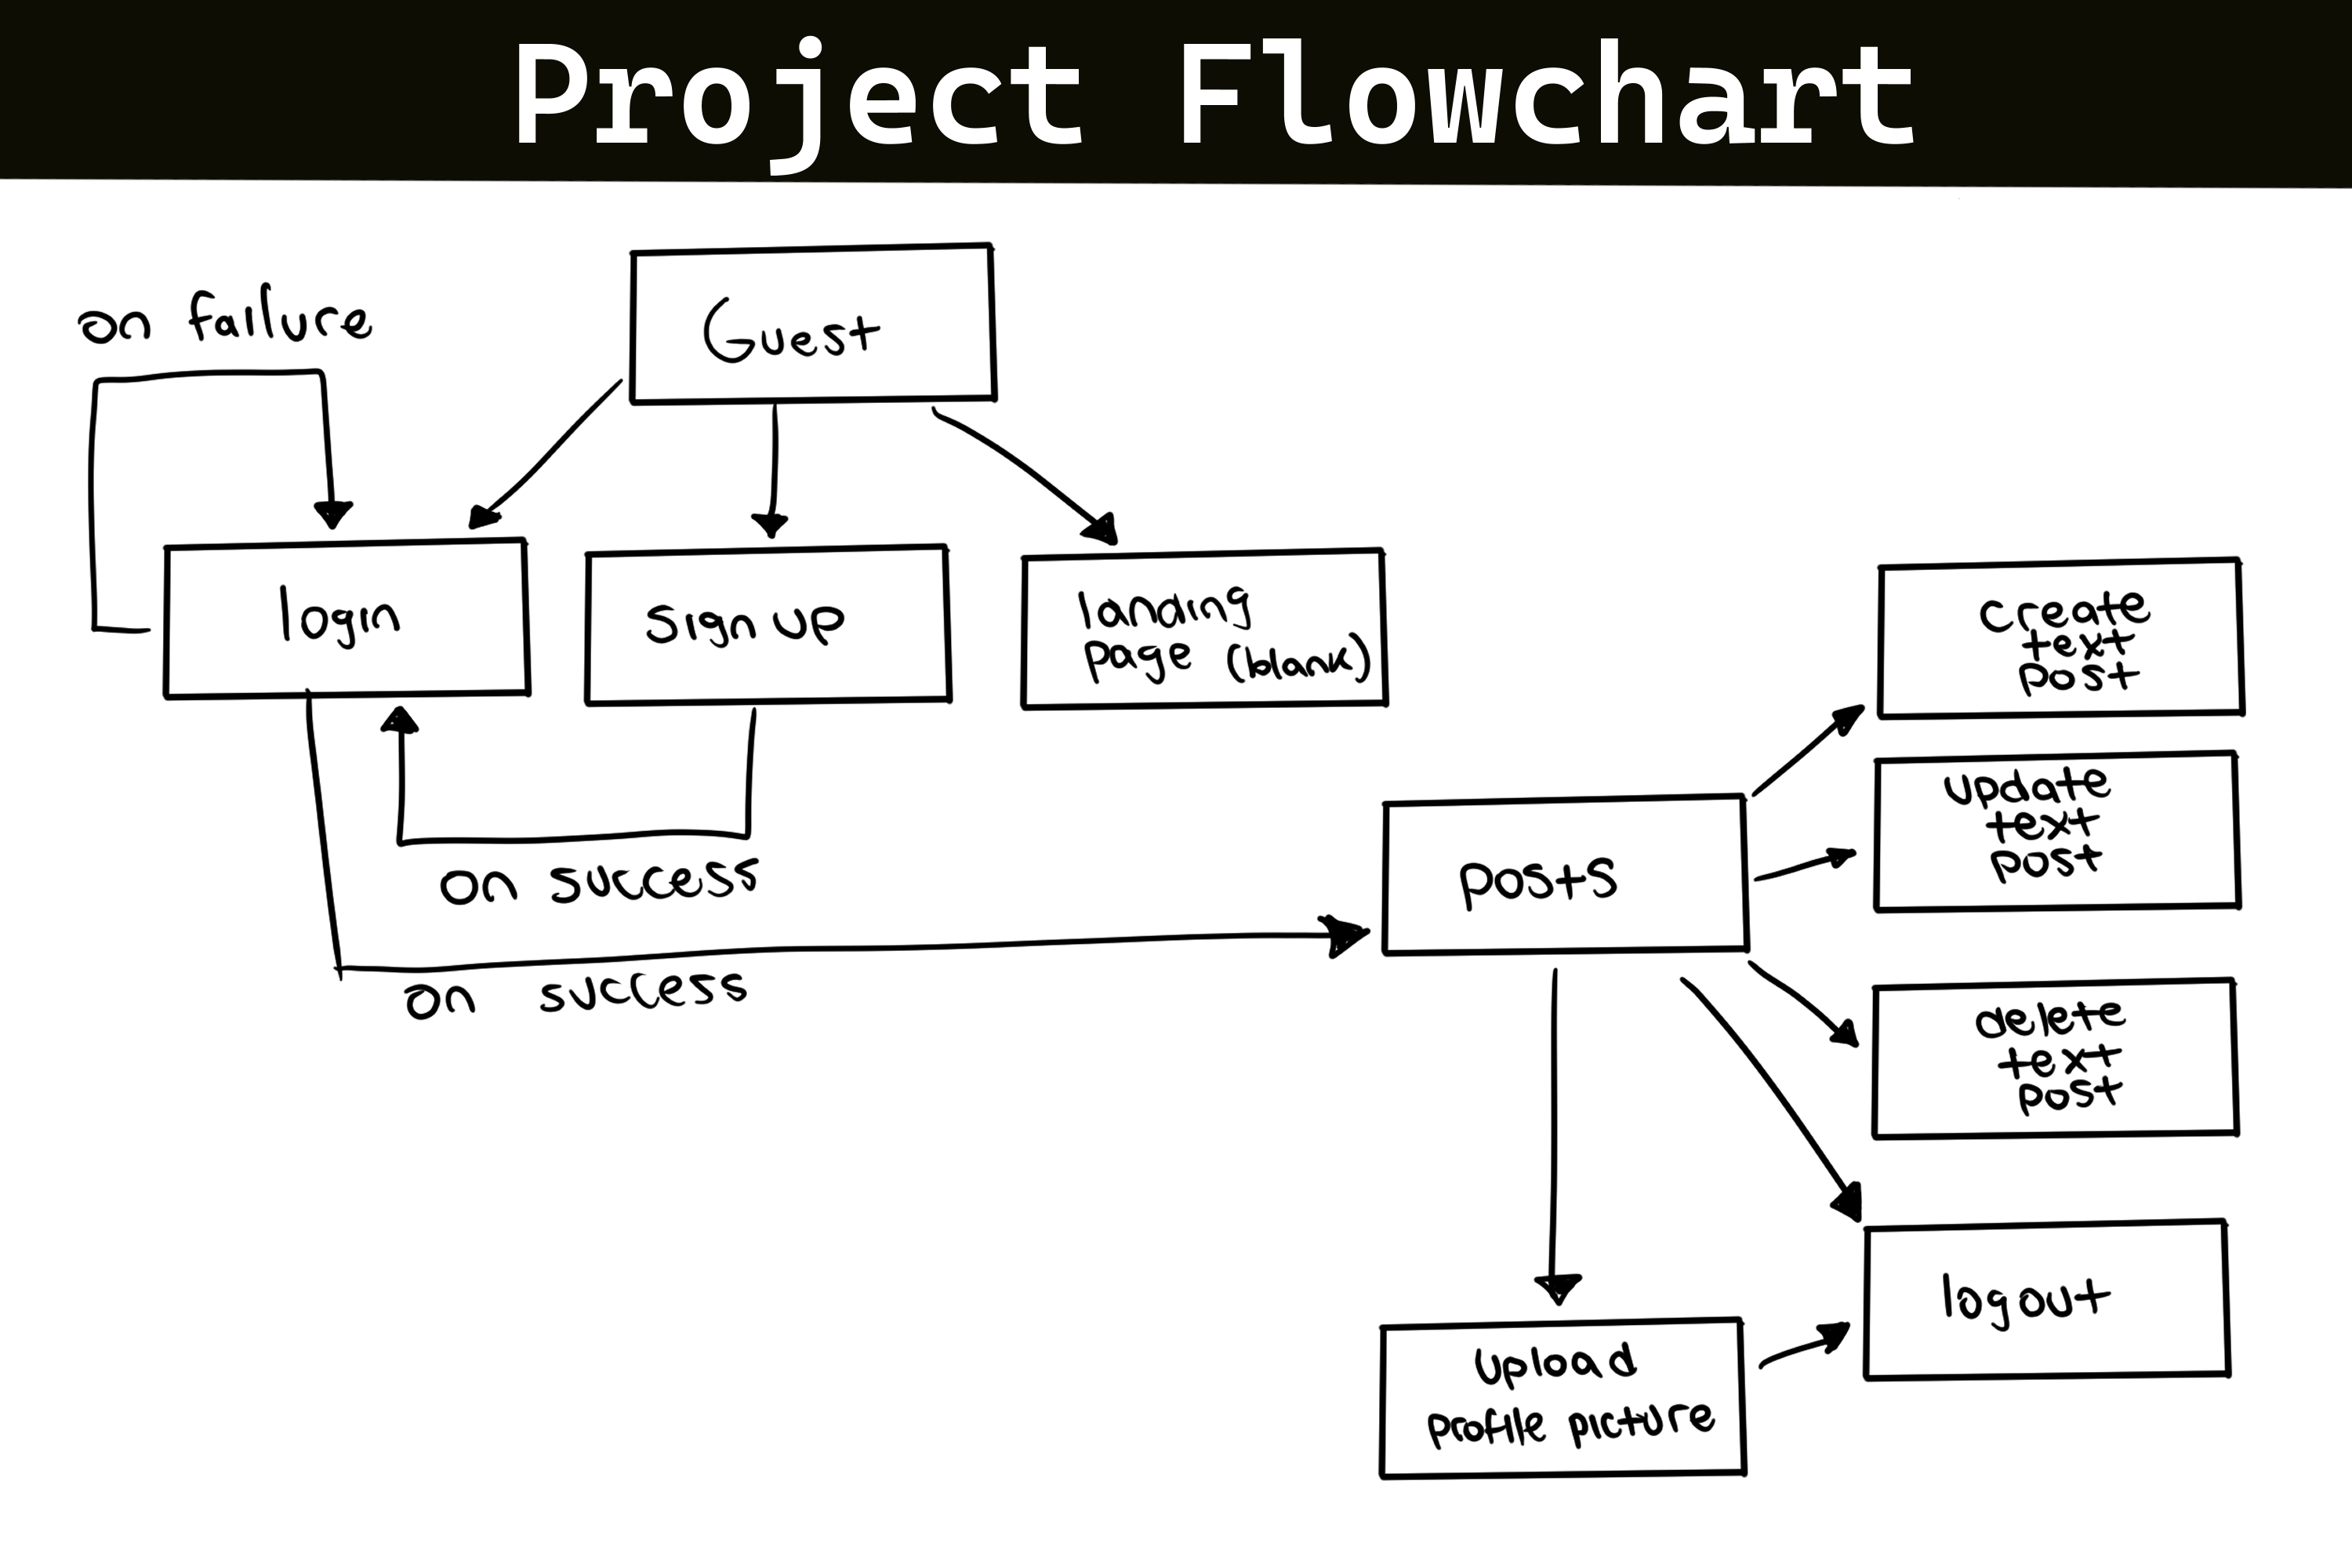 Project Flowchart
Guest
on failure
login
sign up
landing
page (blank)
create
text
post
update
text
post
posts
on success
on success
delete
text
post
logout
upload
profile picture